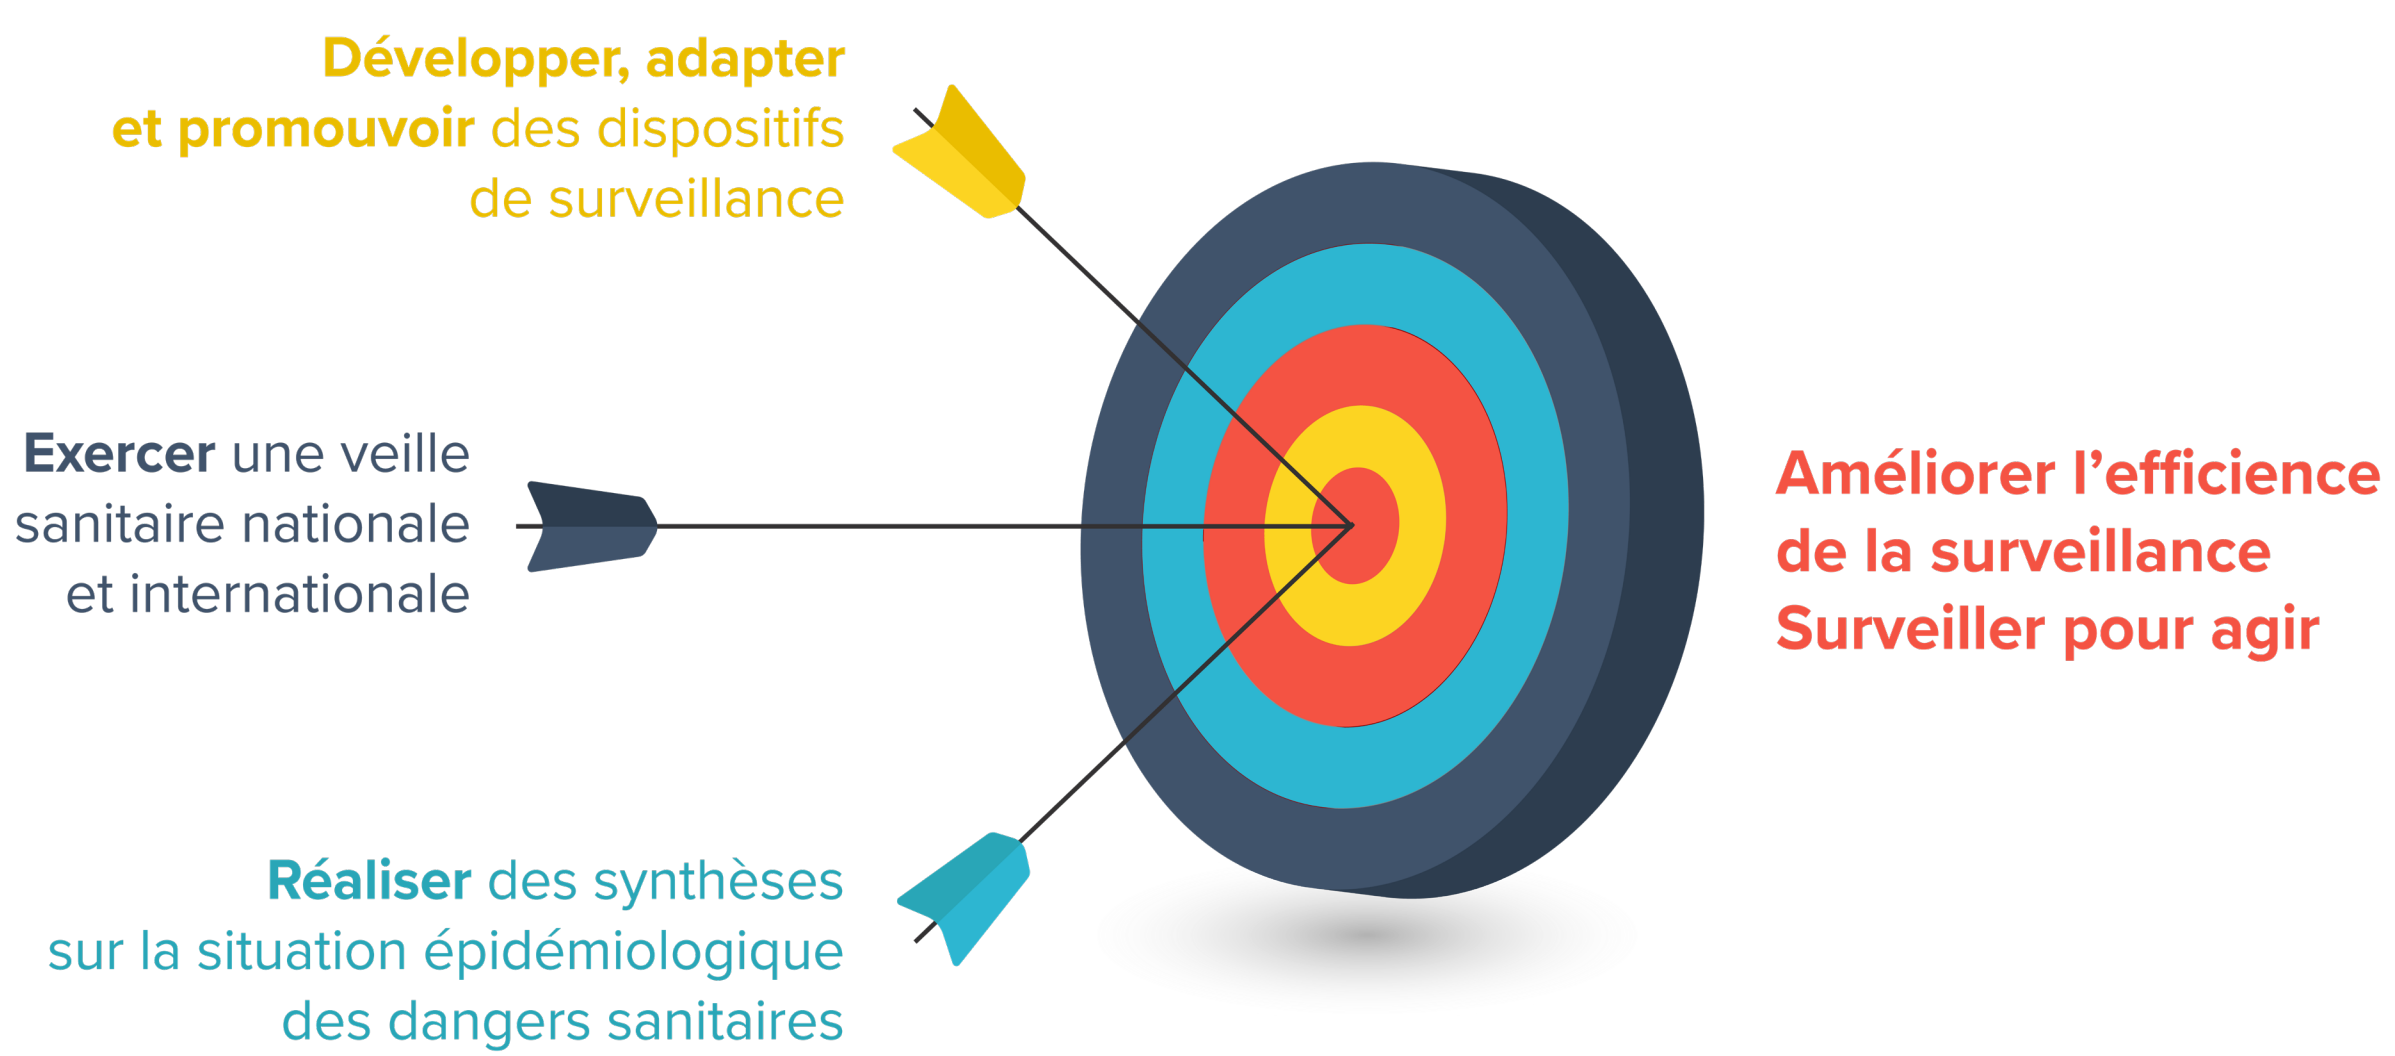 Développer, adapter
et promouvoir des dispositifs
de surveillance
Exercer une veille
sanitaire nationale
et internationale
Réaliser des synthèses
sur la situation épidémiologique
des dangers sanitaires
Améliorer l’efficience
de la surveillance
Surveiller pour agir